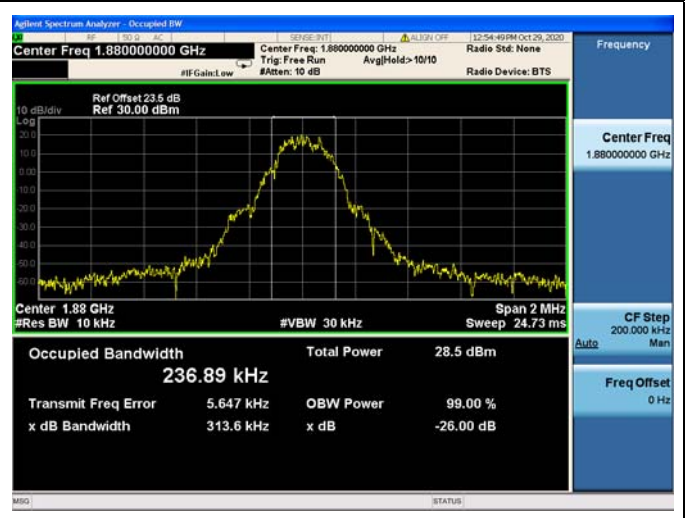 Agilent Spectrum Analyzer - Occupied BW
RF 50 Ω AC SENSE:INT ALIGN OFF 12:54:49 PM Oct 29, 2020
Center Freq 1.880000000 GHz
Center Freq: 1.880000000 GHz Radio Std: None
Trig: Free Run Avg|Hold:>10/10
#IFGain:Low #Atten: 10 dB Radio Device: BTS
Frequency
Ref Offset 23.5 dB
10 dB/div Ref 30.00 dBm
Log
20.0
10.0
0.00
-10.0
-20.0
-30.0
-40.0
-50.0
-60.0
Center Freq
1.880000000 GHz
Center 1.88 GHz Span 2 MHz
#Res BW 10 kHz #VBW 30 kHz Sweep 24.73 ms
CF Step
200.000 kHz
Auto Man
Occupied Bandwidth Total Power 28.5 dBm
236.89 kHz
Transmit Freq Error 5.647 kHz OBW Power 99.00 %
x dB Bandwidth 313.6 kHz x dB -26.00 dB
Freq Offset
0 Hz
MSG STATUS